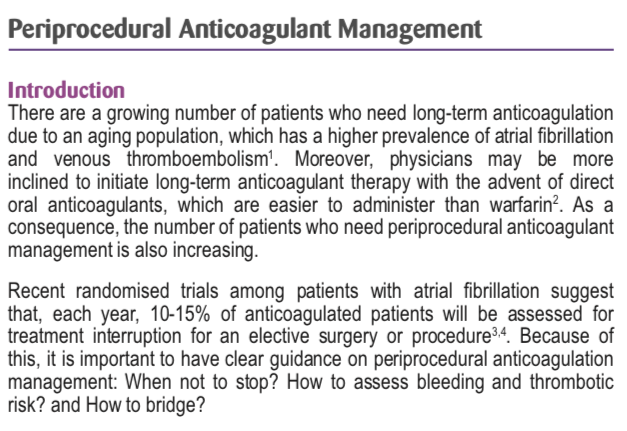 Periprocedural Anticoagulant Management
Introduction
There are a growing number of patients who need long-term anticoagulation
due to an aging population, which has a higher prevalence of atrial fibrillation
and venous thromboembolism¹. Moreover, physicians may be more
inclined to initiate long-term anticoagulant therapy with the advent of direct
oral anticoagulants, which are easier to administer than warfarin². As a
consequence, the number of patients who need periprocedural anticoagulant
management is also increasing.
Recent randomised trials among patients with atrial fibrillation suggest
that, each year, 10-15% of anticoagulated patients will be assessed for
treatment interruption for an elective surgery or procedure³,⁴. Because of
this, it is important to have clear guidance on periprocedural anticoagulation
management: When not to stop? How to assess bleeding and thrombotic
risk? and How to bridge?